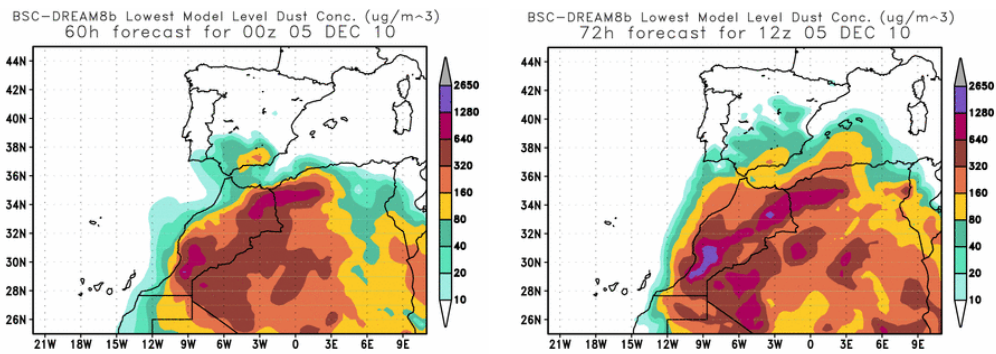 BSC-DREAM8b Lowest Model Level Dust Conc. (ug/m^3)
60h forecast for 00z 05 DEC 10
44N
42N
40N
38N
36N
34N
32N
30N
28N
26N
21W 18W 15W 12W 9W 6W 3W 0 3E 6E 9E
2650
1280
640
320
160
80
40
20
10
BSC-DREAM8b Lowest Model Level Dust Conc. (ug/m^3)
72h forecast for 12z 05 DEC 10
44N
42N
40N
38N
36N
34N
32N
30N
28N
26N
21W 18W 15W 12W 9W 6W 3W 0 3E 6E 9E
2650
1280
640
320
160
80
40
20
10